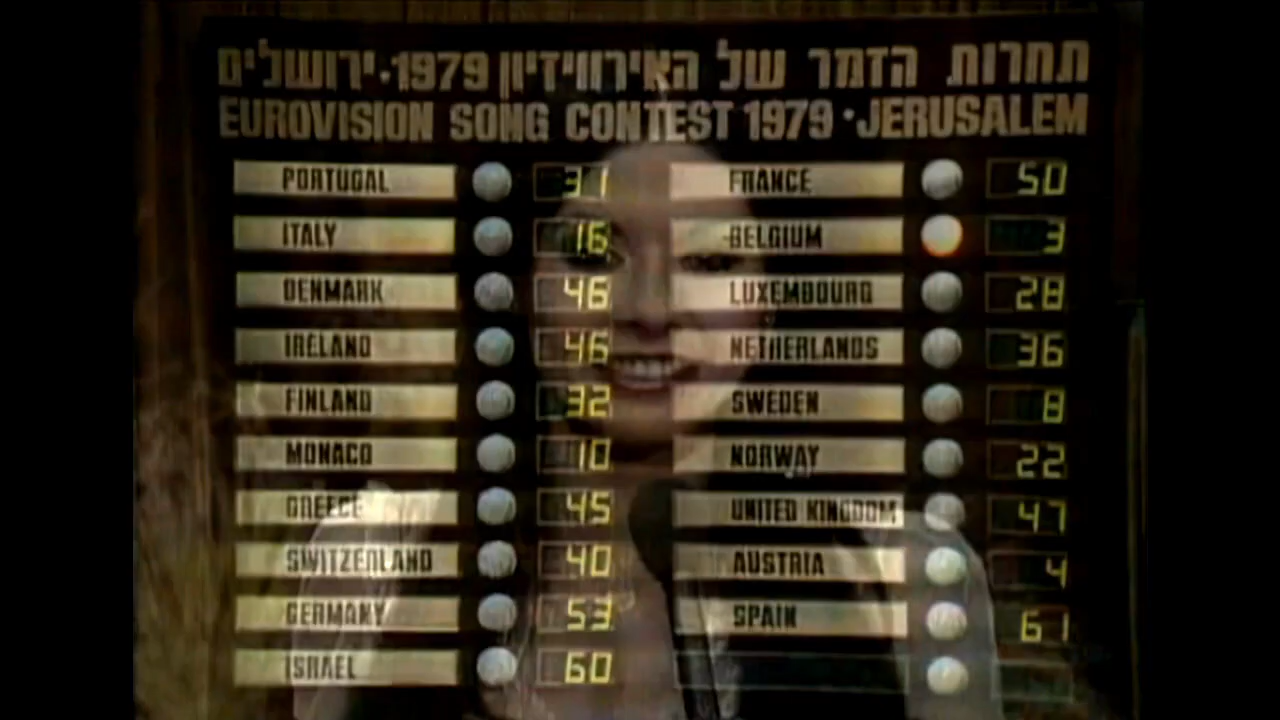 תחרות הזמר של האירוויזיון 1979 · ירושלים
EUROVISION SONG CONTEST 1979 · JERUSALEM
PORTUGAL 31 FRANCE 50
ITALY 16 BELGIUM 3
DENMARK 46 LUXEMBOURG 28
IRELAND 46 NETHERLANDS 36
FINLAND 32 SWEDEN 8
MONACO 10 NORWAY 22
GREECE 45 UNITED KINGDOM 47
SWITZERLAND 40 AUSTRIA 4
GERMANY 53 SPAIN 61
ISRAEL 60